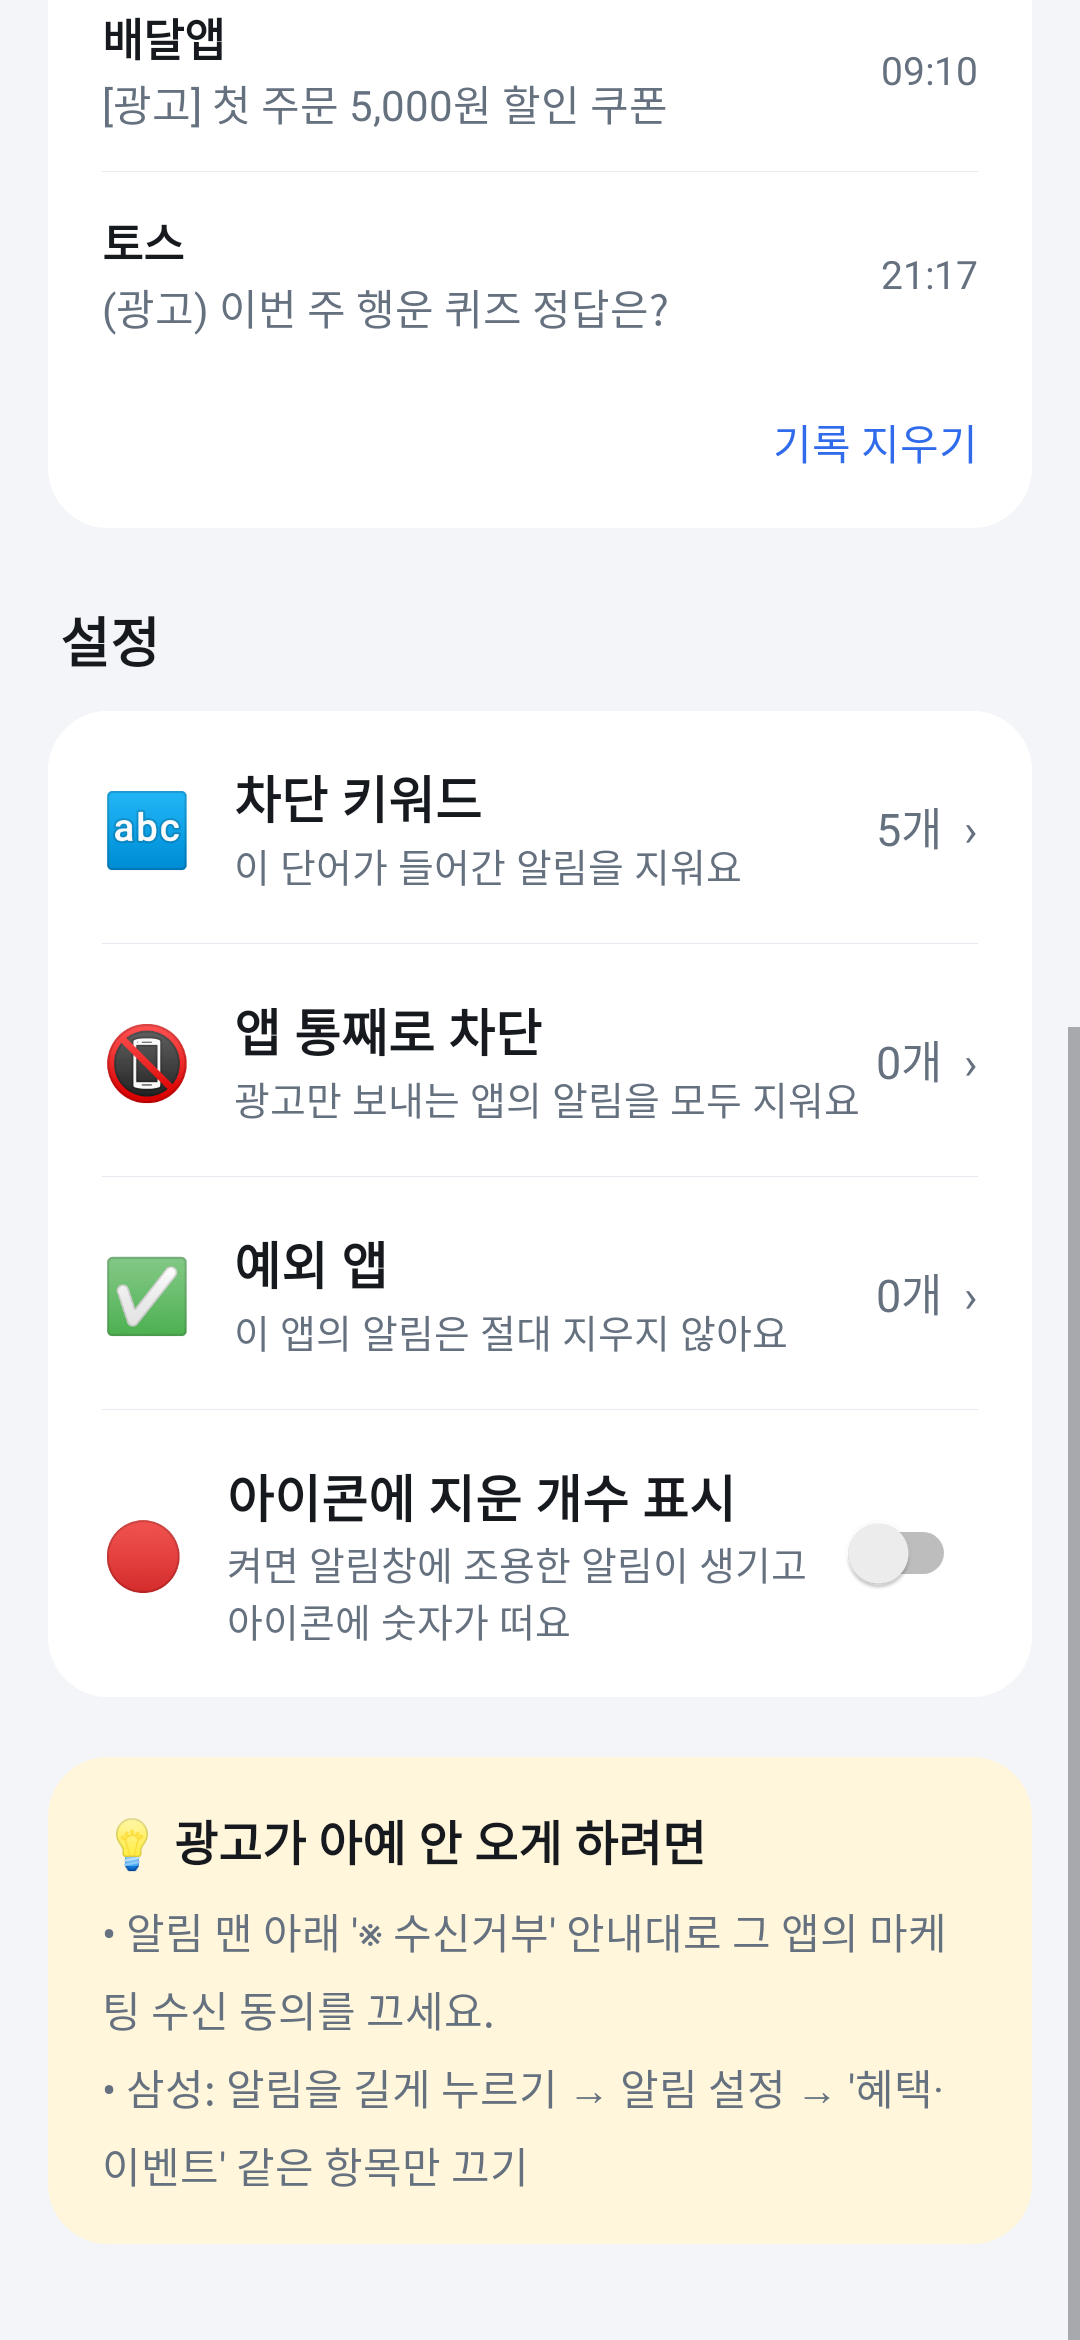 배달앱
[광고] 첫 주문 5,000원 할인 쿠폰
09:10
토스
(광고) 이번 주 행운 퀴즈 정답은?
21:17
기록 지우기
설정
abc
차단 키워드
이 단어가 들어간 알림을 지워요
5개 ›
앱 통째로 차단
광고만 보내는 앱의 알림을 모두 지워요
0개 ›
예외 앱
이 앱의 알림은 절대 지우지 않아요
0개 ›
아이콘에 지운 개수 표시
켜면 알림창에 조용한 알림이 생기고
아이콘에 숫자가 떠요
💡 광고가 아예 안 오게 하려면
• 알림 맨 아래 '※ 수신거부' 안내대로 그 앱의 마케
팅 수신 동의를 끄세요.
• 삼성: 알림을 길게 누르기 → 알림 설정 → '혜택·
이벤트' 같은 항목만 끄기